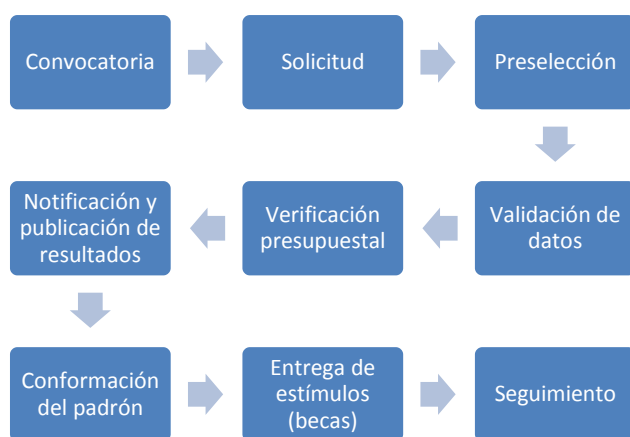 Convocatoria
Solicitud
Preselección
Validación de
datos
Verificación
presupuestal
Notificación y
publicación de
resultados
Conformación
del padrón
Entrega de
estímulos
(becas)
Seguimiento